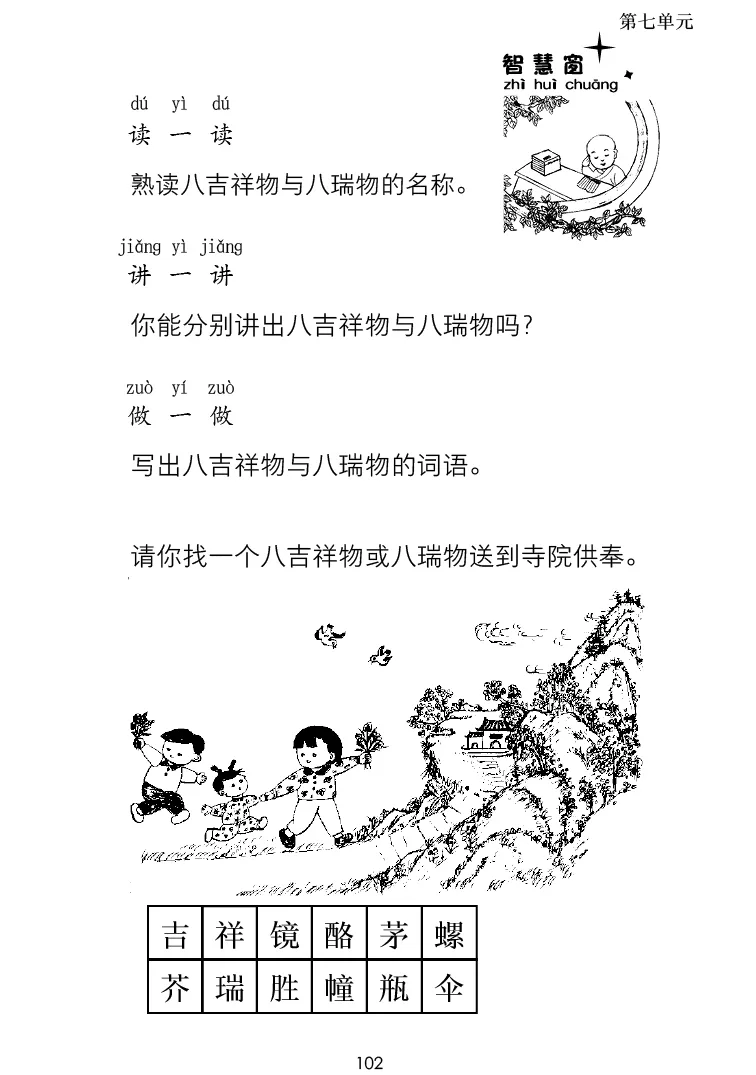 第七单元
智慧窗
zhì huì chuāng
dú yì dú
读一读
熟读八吉祥物与八瑞物的名称。
jiǎng yì jiǎng
讲一讲
你能分别讲出八吉祥物与八瑞物吗？
zuò yí zuò
做一做
写出八吉祥物与八瑞物的词语。
请你找一个八吉祥物或八瑞物送到寺院供奉。
吉 祥 镜 酪 茅 螺
芥 瑞 胜 幢 瓶 伞
102